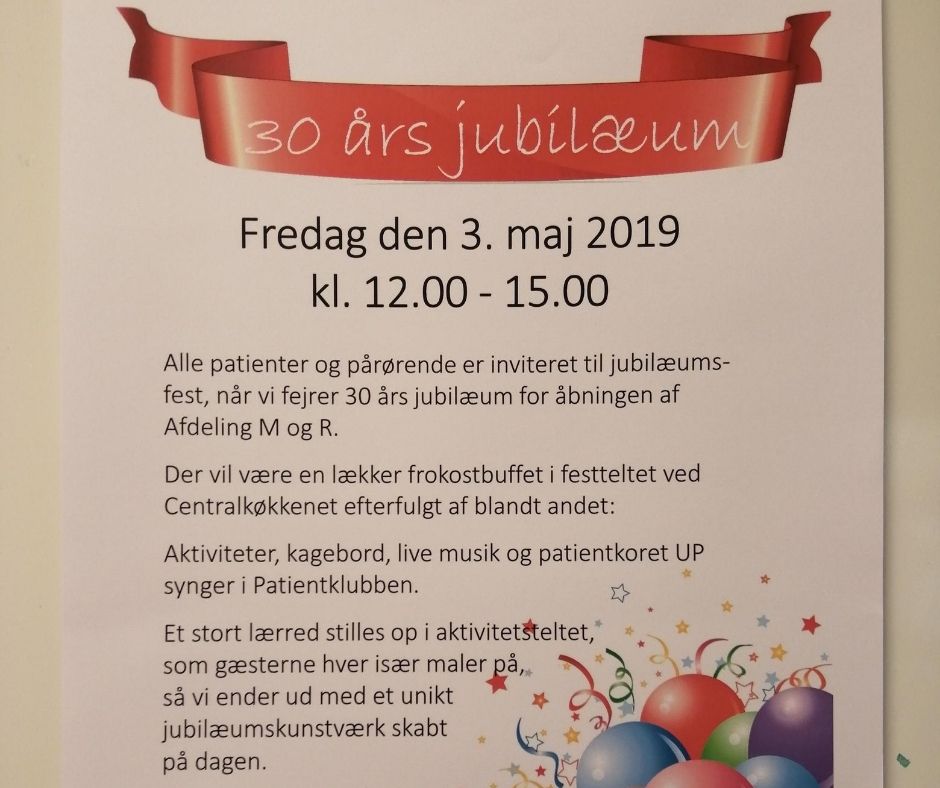 30 års jubilæum
Fredag den 3. maj 2019
kl. 12.00 - 15.00
Alle patienter og pårørende er inviteret til jubilæums-
fest, når vi fejrer 30 års jubilæum for åbningen af
Afdeling M og R.
Der vil være en lækker frokostbuffet i festteltet ved
Centralkøkkenet efterfulgt af blandt andet:
Aktiviteter, kagebord, live musik og patientkoret UP
synger i Patientklubben.
Et stort lærred stilles op i aktivitetsteltet,
som gæsterne hver især maler på,
så vi ender ud med et unikt
jubilæumskunstværk skabt
på dagen.